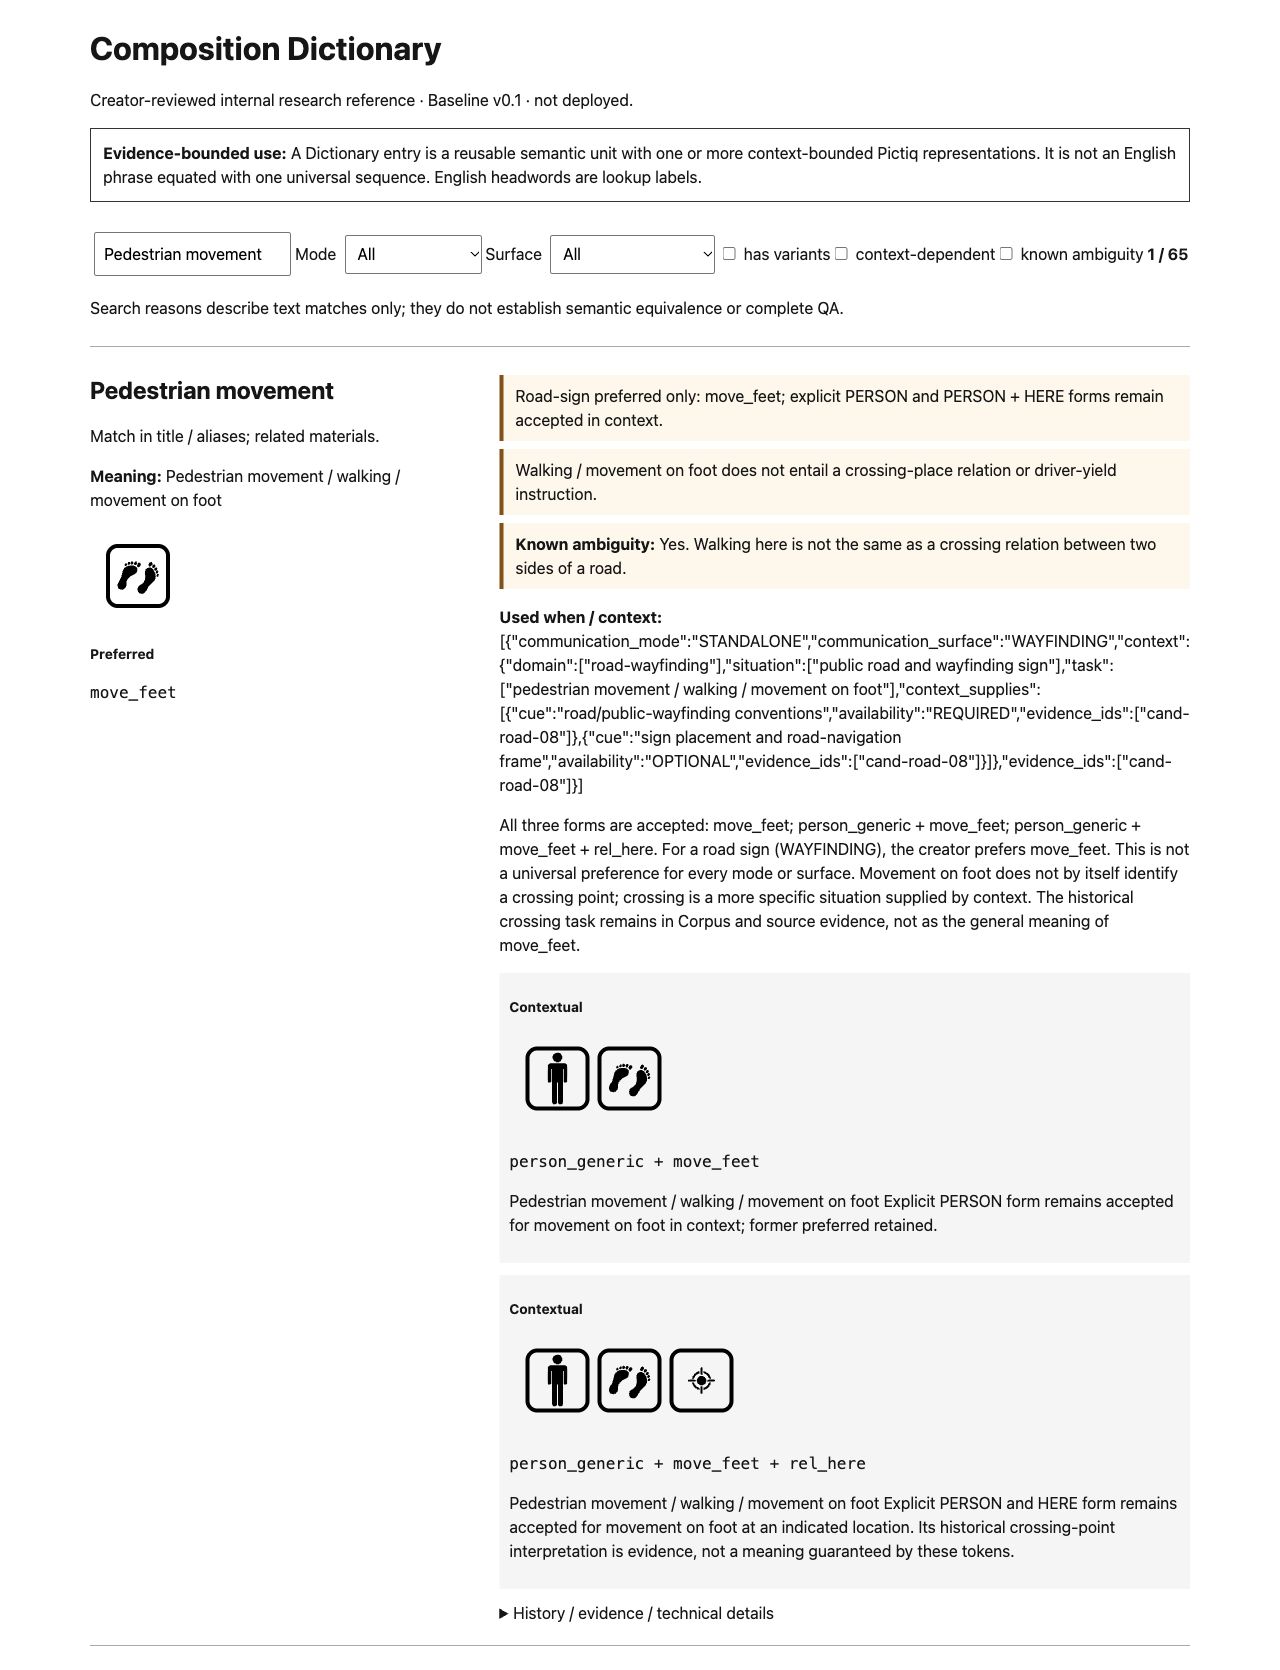 Composition Dictionary
Creator-reviewed internal research reference · Baseline v0.1 · not deployed.
Evidence-bounded use: A Dictionary entry is a reusable semantic unit with one or more context-bounded Pictiq representations. It is not an English
phrase equated with one universal sequence. English headwords are lookup labels.
Pedestrian movement Mode All Surface All has variants context-dependent known ambiguity 1 / 65
Search reasons describe text matches only; they do not establish semantic equivalence or complete QA.
Pedestrian movement
Match in title / aliases; related materials.
Meaning: Pedestrian movement / walking /
movement on foot
Preferred
move_feet
Road-sign preferred only: move_feet; explicit PERSON and PERSON + HERE forms remain
accepted in context.
Walking / movement on foot does not entail a crossing-place relation or driver-yield
instruction.
Known ambiguity: Yes. Walking here is not the same as a crossing relation between two
sides of a road.
Used when / context:
[{"communication_mode":"STANDALONE","communication_surface":"WAYFINDING","context":
{"domain":["road-wayfinding"],"situation":["public road and wayfinding sign"],"task":
["pedestrian movement / walking / movement on foot"],"context_supplies":
[{"cue":"road/public-wayfinding conventions","availability":"REQUIRED","evidence_ids":["cand-
road-08"]},{"cue":"sign placement and road-navigation
frame","availability":"OPTIONAL","evidence_ids":["cand-road-08"]}]},"evidence_ids":["cand-
road-08"]}]
All three forms are accepted: move_feet; person_generic + move_feet; person_generic +
move_feet + rel_here. For a road sign (WAYFINDING), the creator prefers move_feet. This is not
a universal preference for every mode or surface. Movement on foot does not by itself identify
a crossing point; crossing is a more specific situation supplied by context. The historical
crossing task remains in Corpus and source evidence, not as the general meaning of
move_feet.
Contextual
person_generic + move_feet
Pedestrian movement / walking / movement on foot Explicit PERSON form remains accepted
for movement on foot in context; former preferred retained.
Contextual
person_generic + move_feet + rel_here
Pedestrian movement / walking / movement on foot Explicit PERSON and HERE form remains
accepted for movement on foot at an indicated location. Its historical crossing-point
interpretation is evidence, not a meaning guaranteed by these tokens.
History / evidence / technical details